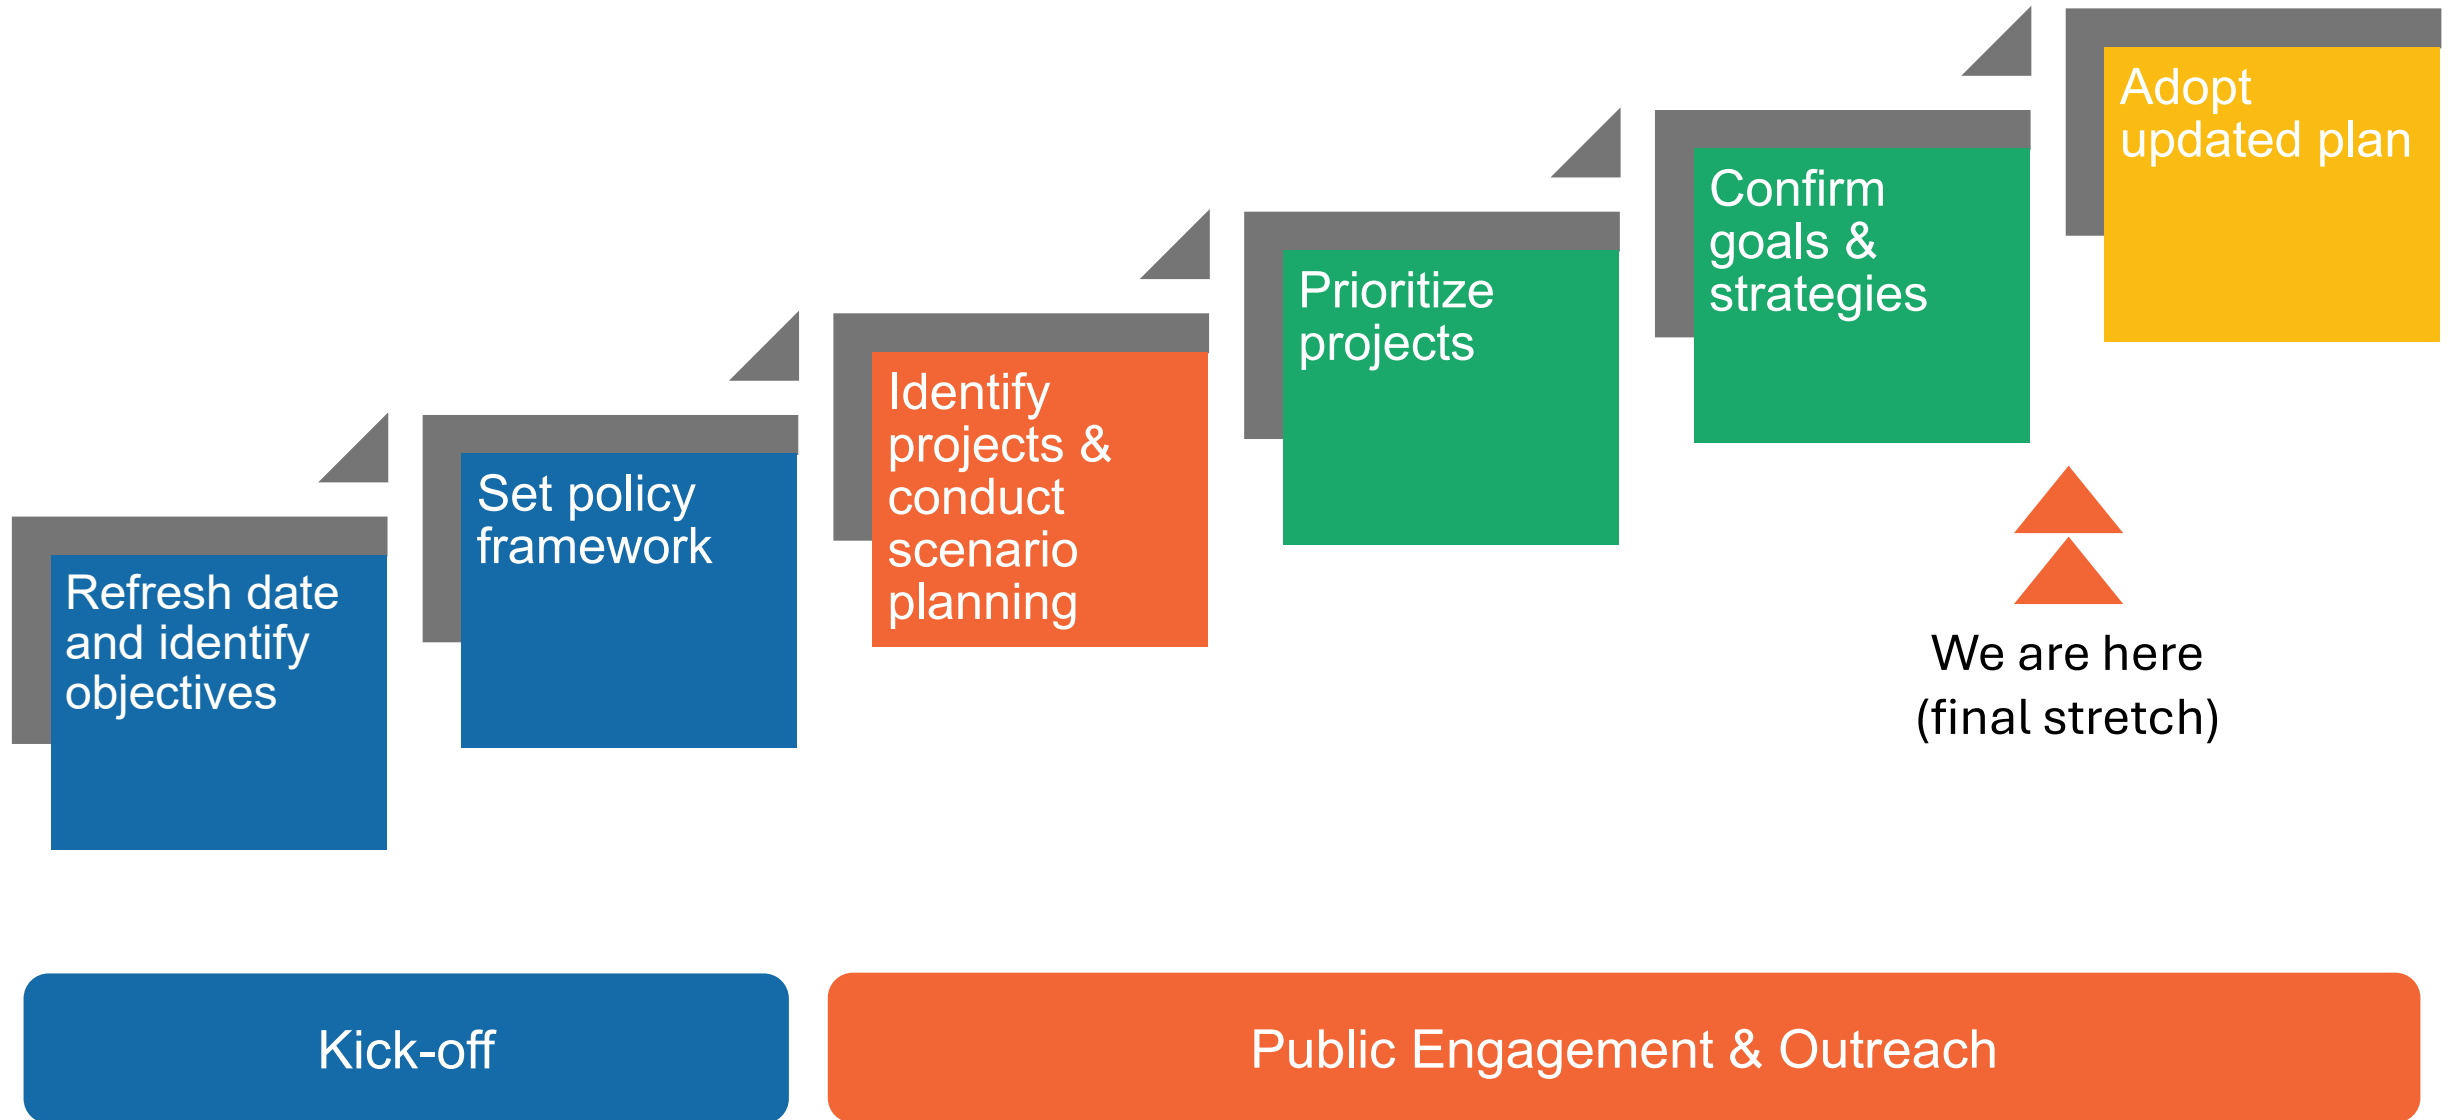 Refresh date
and identify
objectives
Set policy
framework
Identify
projects &
conduct
scenario
planning
Prioritize
projects
Confirm
goals &
strategies
Adopt
updated plan
We are here
(final stretch)
Kick-off
Public Engagement & Outreach